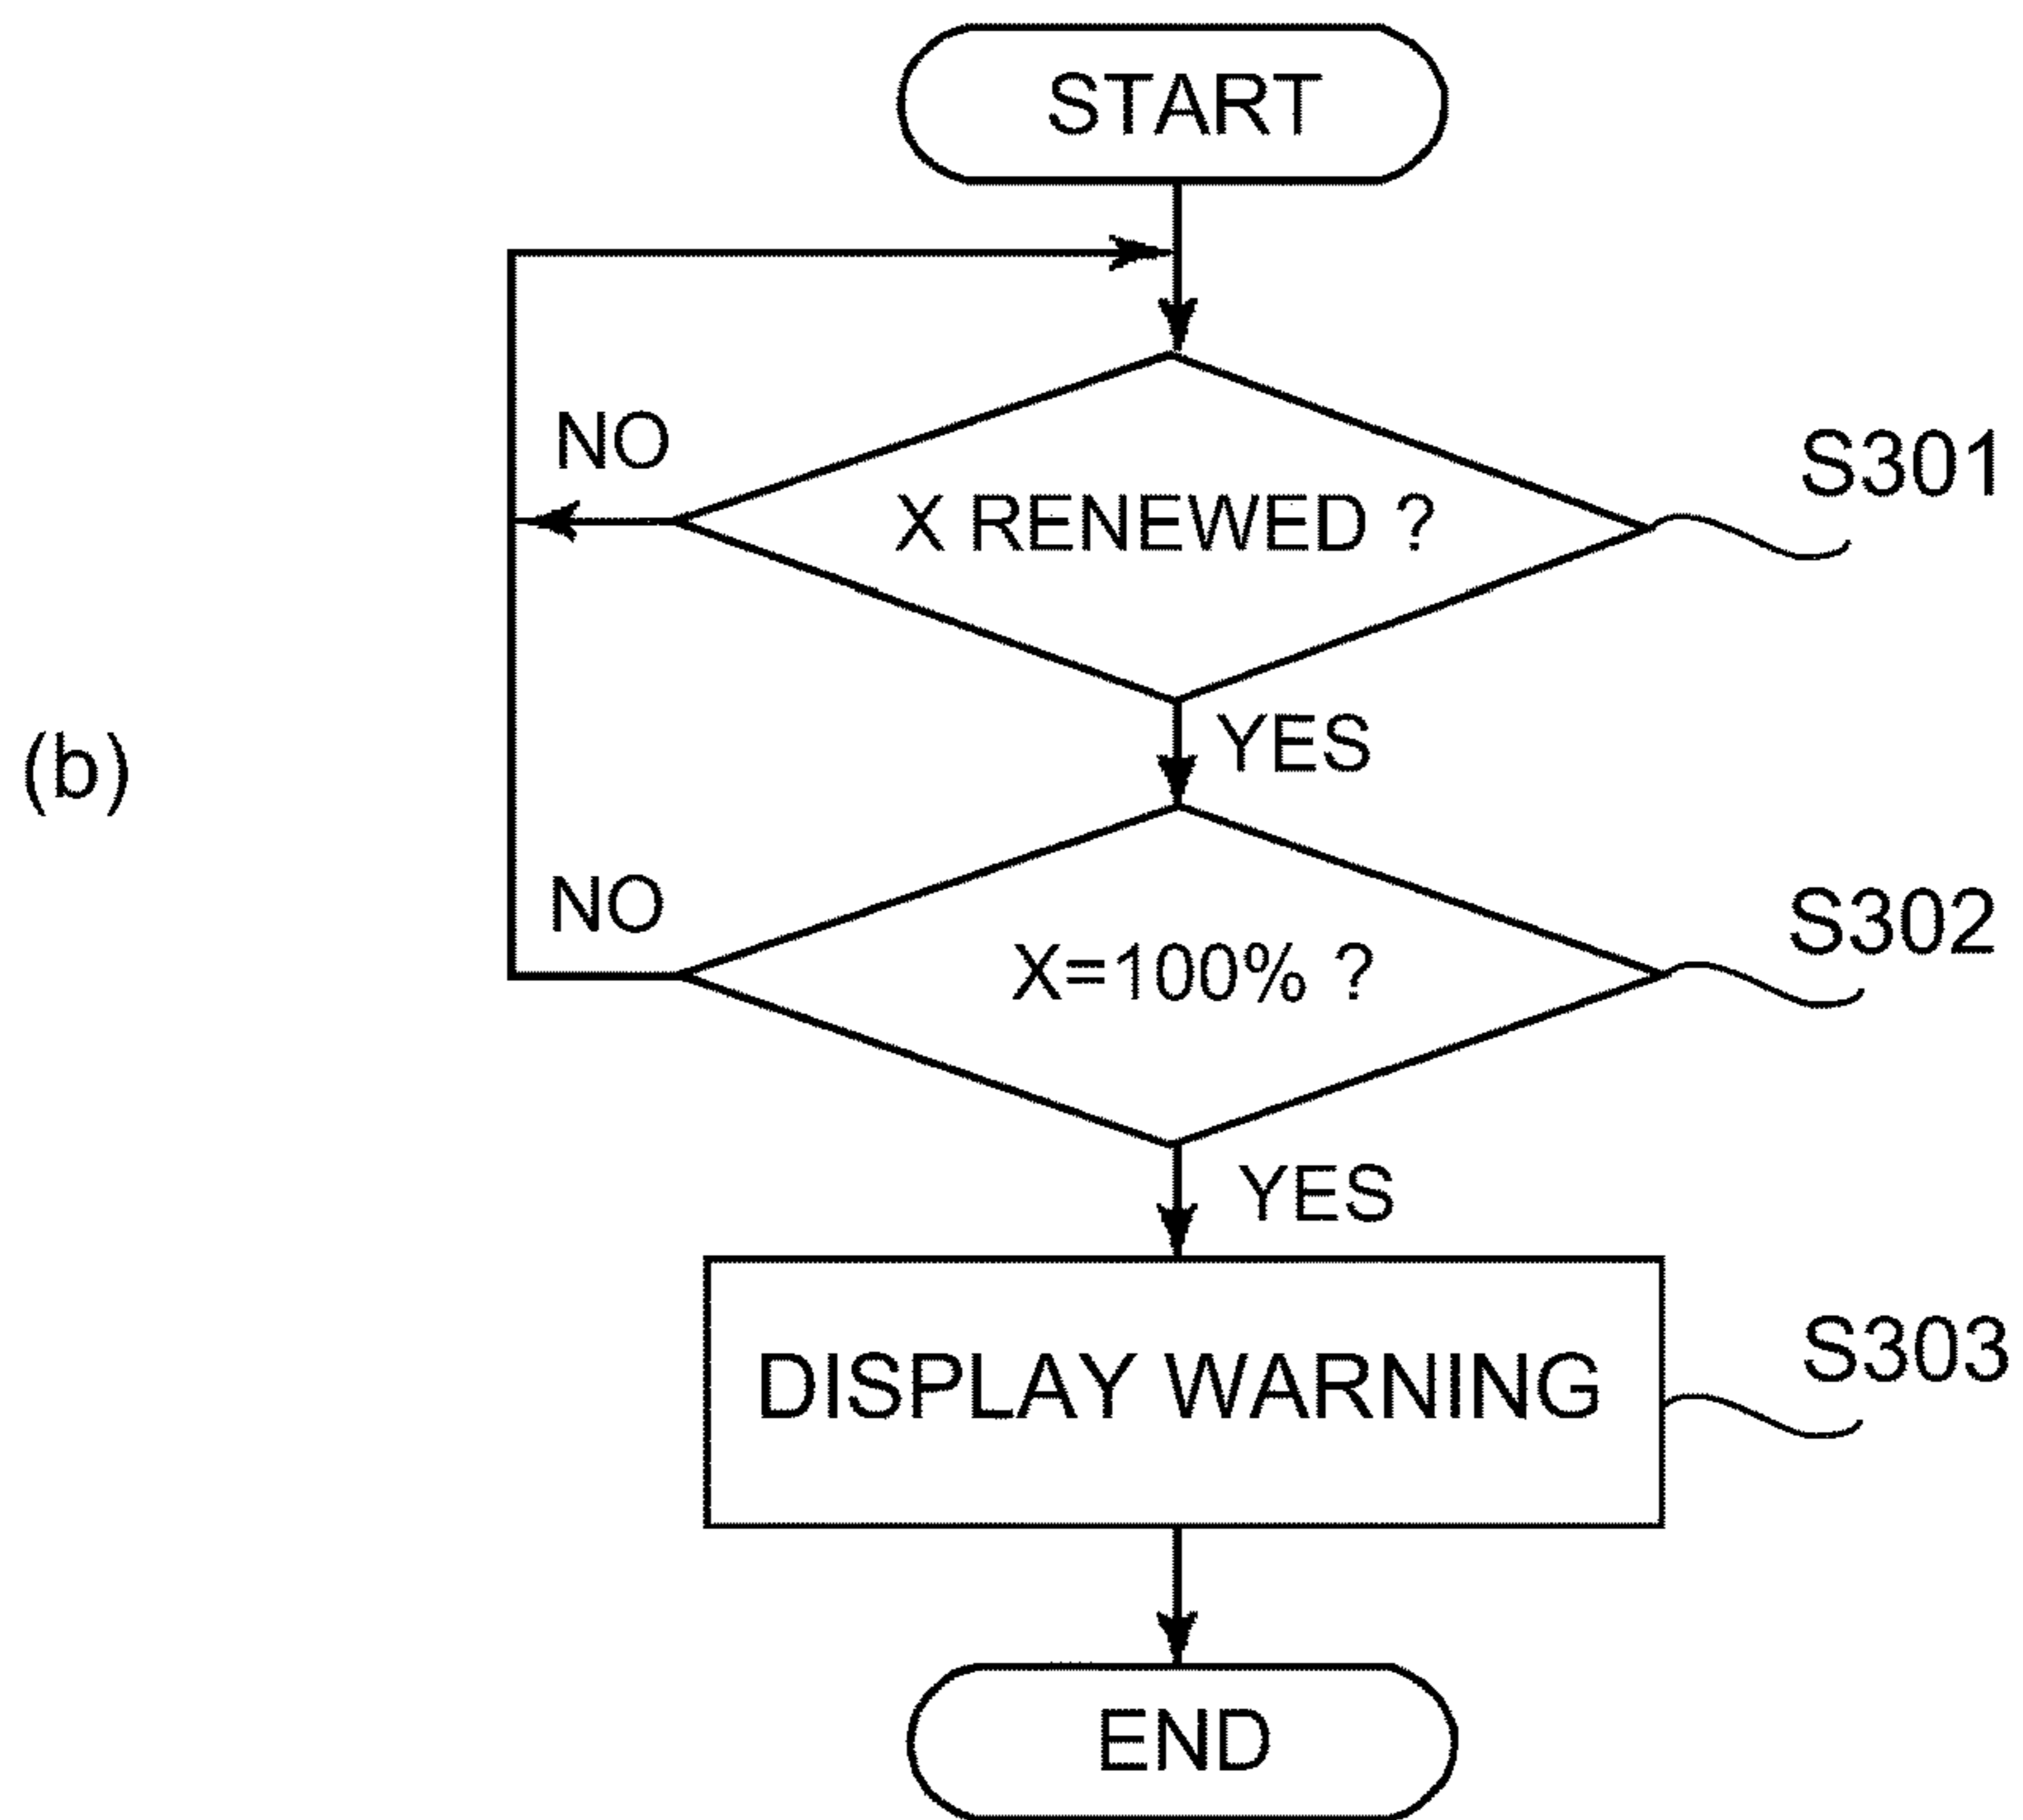 START
NO
X RENEWED ?
S301
YES
(b)
NO
X=100% ?
S302
YES
DISPLAY WARNING
S303
END